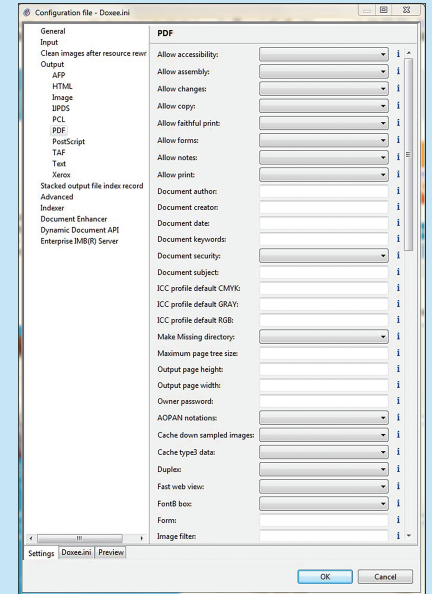 Configuration file - Doxee.ini
General
Input
Clean images after resource rewr
Output
AFP
HTML
Image
IJPDS
PCL
PDF
PostScript
TAF
Text
Xerox
Stacked output file index record
Advanced
Indexer
Document Enhancer
Dynamic Document API
Enterprise IMB(R) Server
PDF
Allow accessibility: i
Allow assembly: i
Allow changes: i
Allow copy: i
Allow faithful print: i
Allow forms: i
Allow notes: i
Allow print: i
Document author: i
Document creator: i
Document date: i
Document keywords: i
Document security: i
Document subject: i
ICC profile default CMYK: i
ICC profile default GRAY: i
ICC profile default RGB: i
Make Missing directory: i
Maximum page tree size: i
Output page height: i
Output page width: i
Owner password: i
AOPAN notations: i
Cache down sampled images: i
Cache type3 data: i
Duplex: i
Fast web view: i
FontB box: i
Form: i
Image filter: i
Settings Doxee.ini Preview
OK Cancel